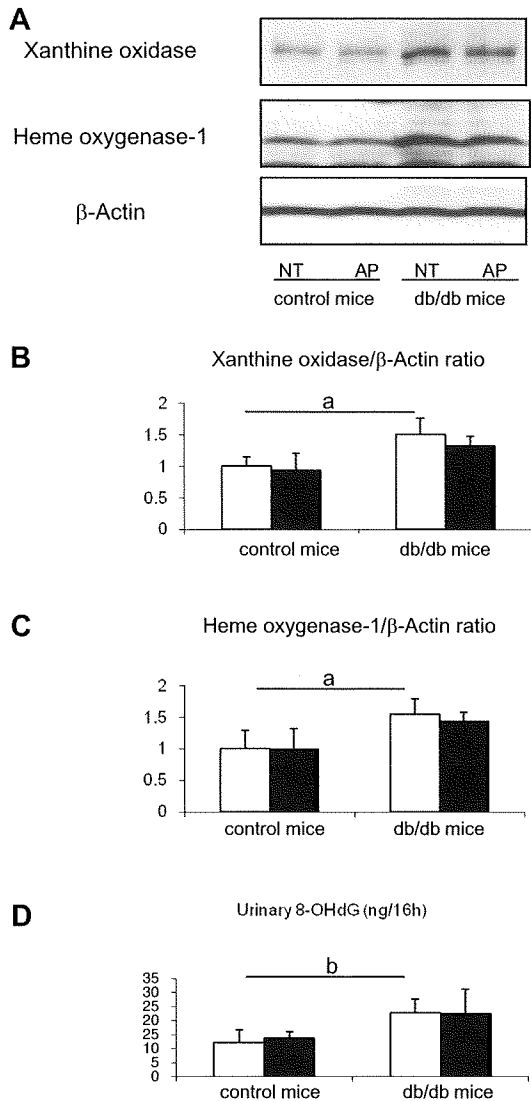 A
Xanthine oxidase
Heme oxygenase-1
β-Actin
NT AP NT AP
control mice db/db mice
B
Xanthine oxidase/β-Actin ratio
a
2
1.5
1
0.5
0
control mice db/db mice
C
Heme oxygenase-1/β-Actin ratio
a
2
1.5
1
0.5
0
control mice db/db mice
D
Urinary 8-OHdG (ng/16h)
b
35
30
25
20
15
10
5
0
control mice db/db mice